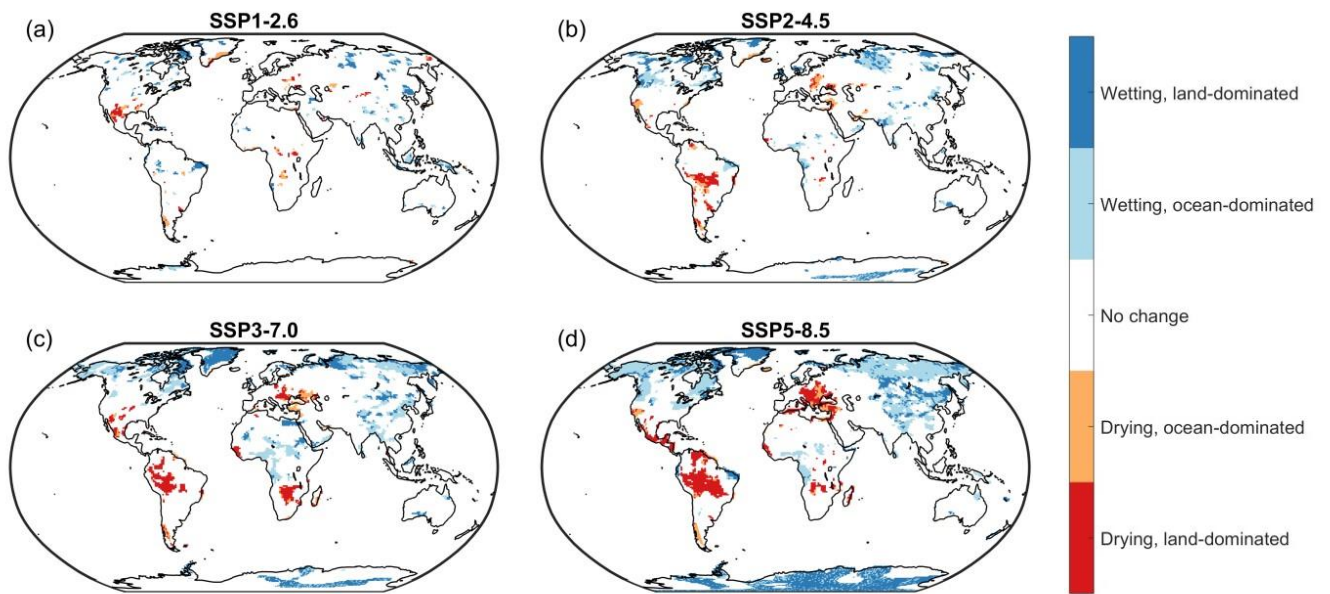 (a)
SSP1-2.6
(b)
SSP2-4.5
(c)
SSP3-7.0
(d)
SSP5-8.5
Wetting, land-dominated
Wetting, ocean-dominated
No change
Drying, ocean-dominated
Drying, land-dominated